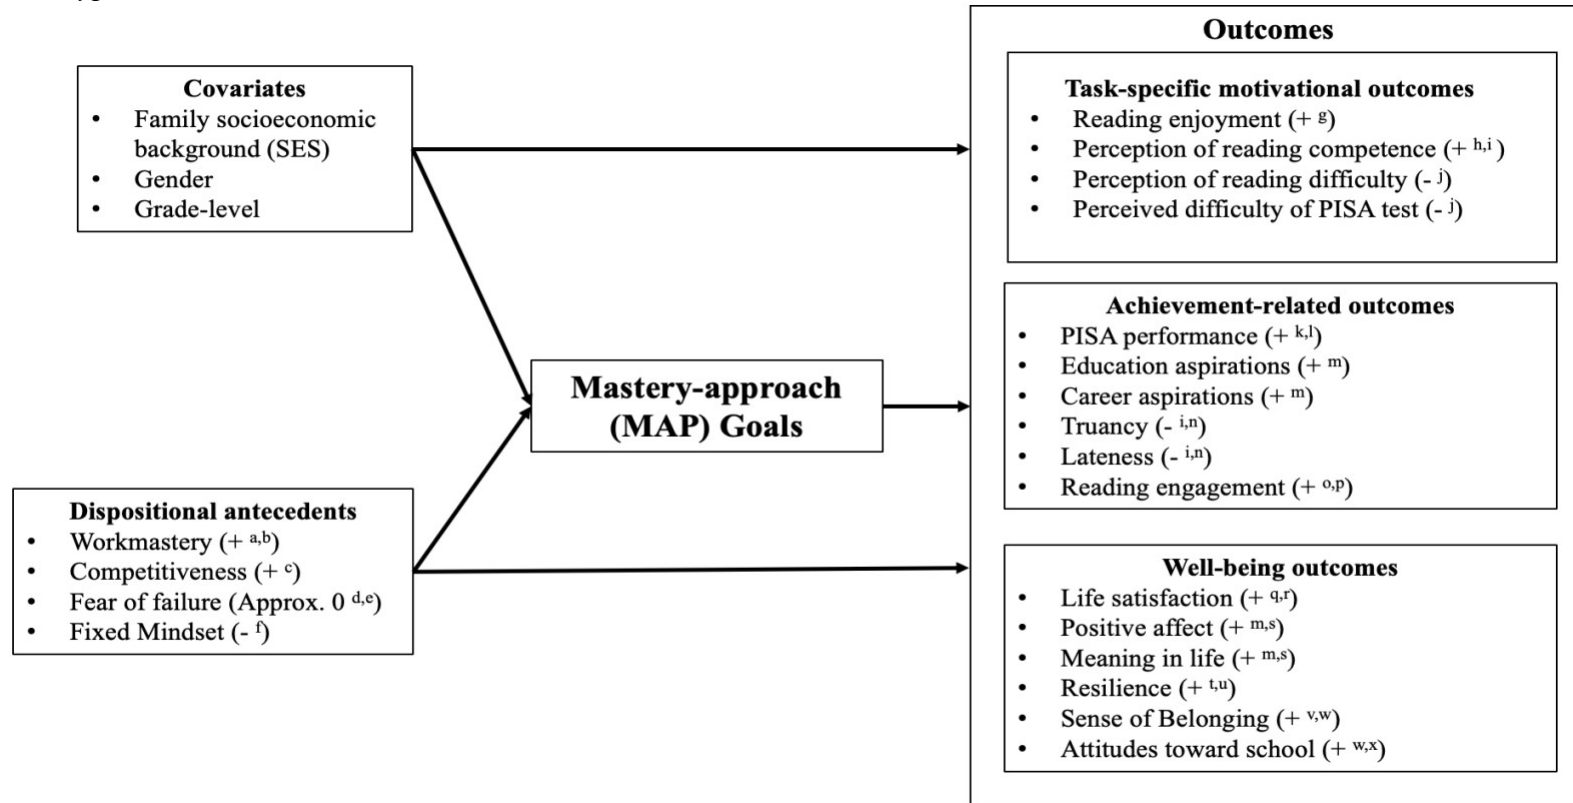 Covariates
• Family socioeconomic
background (SES)
• Gender
• Grade-level
Dispositional antecedents
• Workmastery (+ a,b)
• Competitiveness (+ c)
• Fear of failure (Approx. 0 d,e)
• Fixed Mindset (- f)
Mastery-approach
(MAP) Goals
Outcomes
Task-specific motivational outcomes
• Reading enjoyment (+ g)
• Perception of reading competence (+ h,i )
• Perception of reading difficulty (- j)
• Perceived difficulty of PISA test (- j)
Achievement-related outcomes
• PISA performance (+ k,l)
• Education aspirations (+ m)
• Career aspirations (+ m)
• Truancy (- i,n)
• Lateness (- i,n)
• Reading engagement (+ o,p)
Well-being outcomes
• Life satisfaction (+ q,r)
• Positive affect (+ m,s)
• Meaning in life (+ m,s)
• Resilience (+ t,u)
• Sense of Belonging (+ v,w)
• Attitudes toward school (+ w,x)